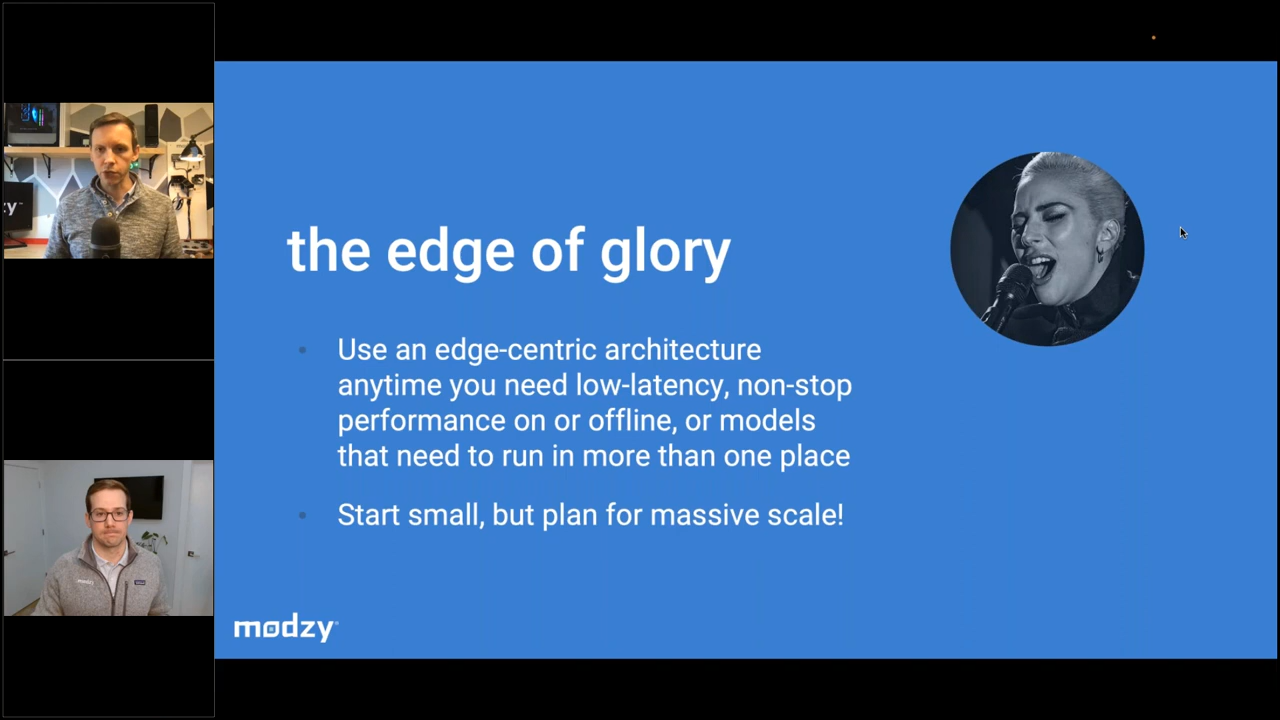 the edge of glory
Use an edge-centric architecture
anytime you need low-latency, non-stop
performance on or offline, or models
that need to run in more than one place
Start small, but plan for massive scale!
modzy
zy
modzy